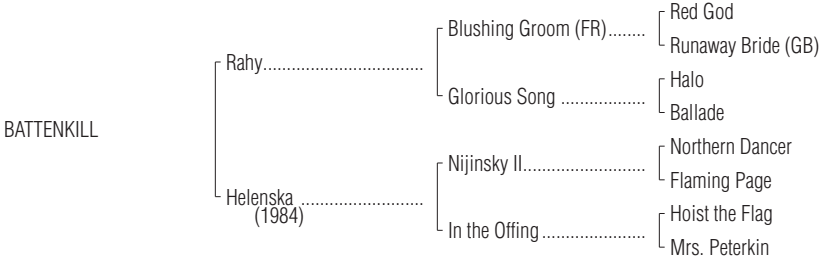 Red God
Blushing Groom (FR)........
Runaway Bride (GB)
Rahy................................
Halo
Glorious Song ..................
Ballade
BATTENKILL
Northern Dancer
Nijinsky II..........................
Flaming Page
Helenska ..........................
(1984)
Hoist the Flag
In the Offing ......................
Mrs. Peterkin